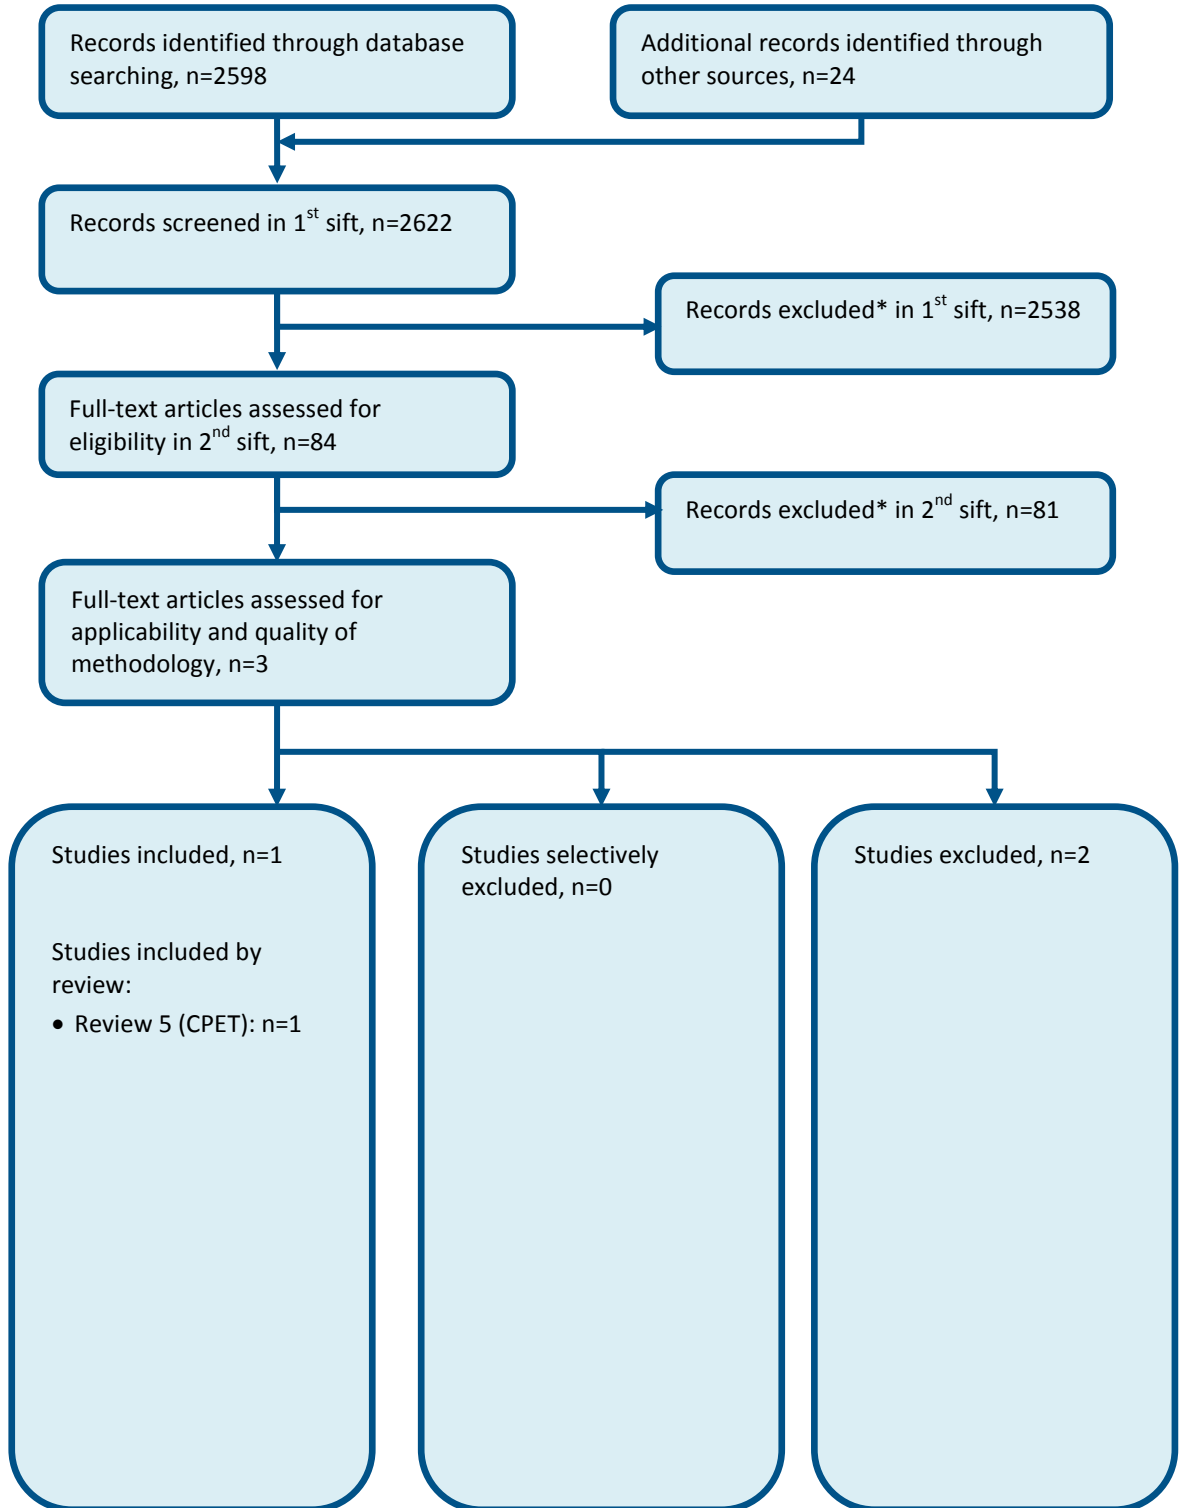 Records identified through database
searching, n=2598
Additional records identified through
other sources, n=24
Records screened in 1st sift, n=2622
Records excluded* in 1st sift, n=2538
Full-text articles assessed for
eligibility in 2nd sift, n=84
Records excluded* in 2nd sift, n=81
Full-text articles assessed for
applicability and quality of
methodology, n=3
Studies included, n=1
Studies included by
review:
• Review 5 (CPET): n=1
Studies selectively
excluded, n=0
Studies excluded, n=2